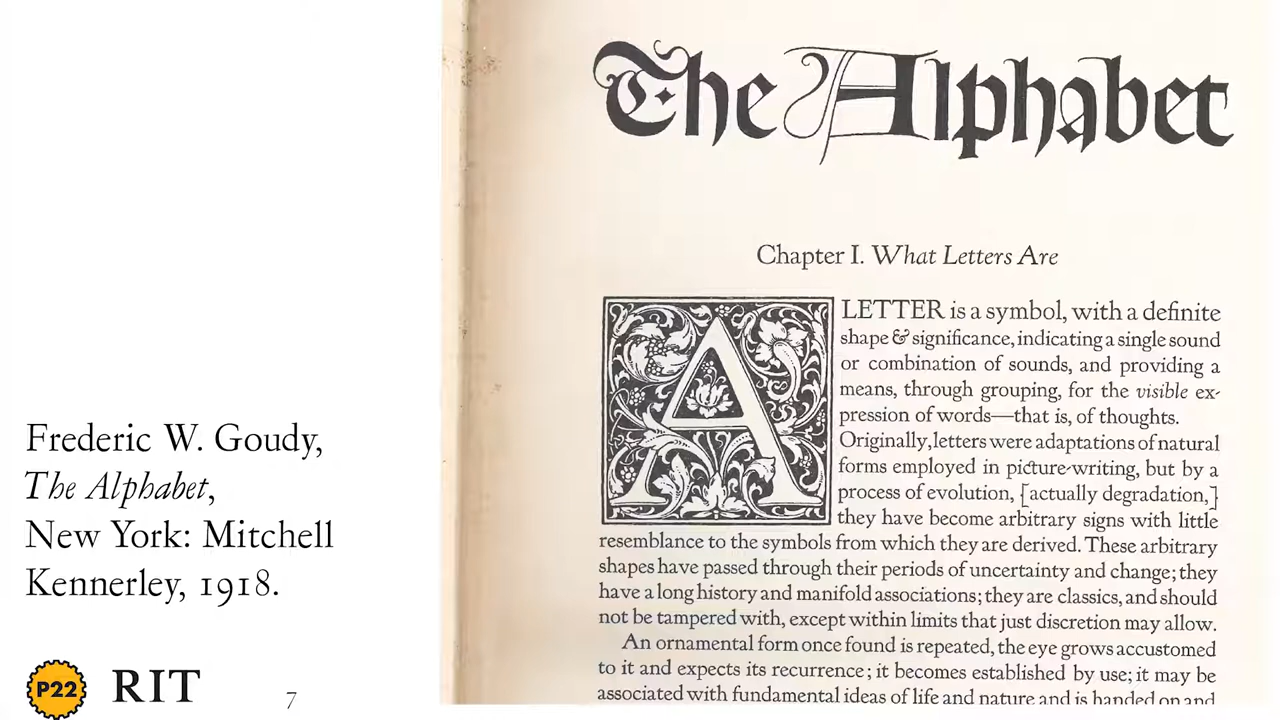 The Alphabet
Chapter I. What Letters Are
A LETTER is a symbol, with a definite
shape & significance, indicating a single sound
or combination of sounds, and providing a
means, through grouping, for the visible ex-
pression of words—that is, of thoughts.
Originally, letters were adaptations of natural
forms employed in picture-writing, but by a
process of evolution, [actually degradation,]
they have become arbitrary signs with little
resemblance to the symbols from which they are derived. These arbitrary
shapes have passed through their periods of uncertainty and change; they
have a long history and manifold associations; they are classics, and should
not be tampered with, except within limits that just discretion may allow.
An ornamental form once found is repeated, the eye grows accustomed
to it and expects its recurrence; it becomes established by use; it may be
associated with fundamental ideas of life and nature and is handed on and
Frederic W. Goudy,
The Alphabet,
New York: Mitchell
Kennerley, 1918.
P22 RIT 7